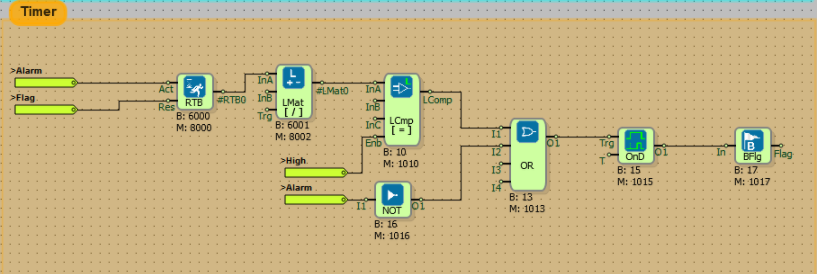 Timer
>Alarm
>Flag
Act
Res
RTB
#RTB0
B: 6000
M: 8000
InA
InB
Trg
LMat
[ / ]
#LMat0
B: 6001
M: 8002
InA
InB
InC
Enb
LCmp
[ = ]
LComp
B: 10
M: 1010
>High
>Alarm
I1
NOT
O1
B: 16
M: 1016
I1
I2
I3
I4
OR
O1
B: 13
M: 1013
Trg
T
OnD
O1
B: 15
M: 1015
In
BFlg
Flag
B: 17
M: 1017